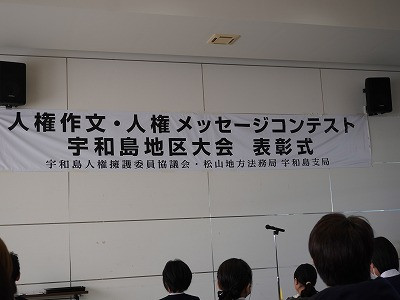 人権作文・人権メッセージコンテスト
宇和島地区大会 表彰式
宇和島人権擁護委員協議会・松山地方法務局 宇和島支局